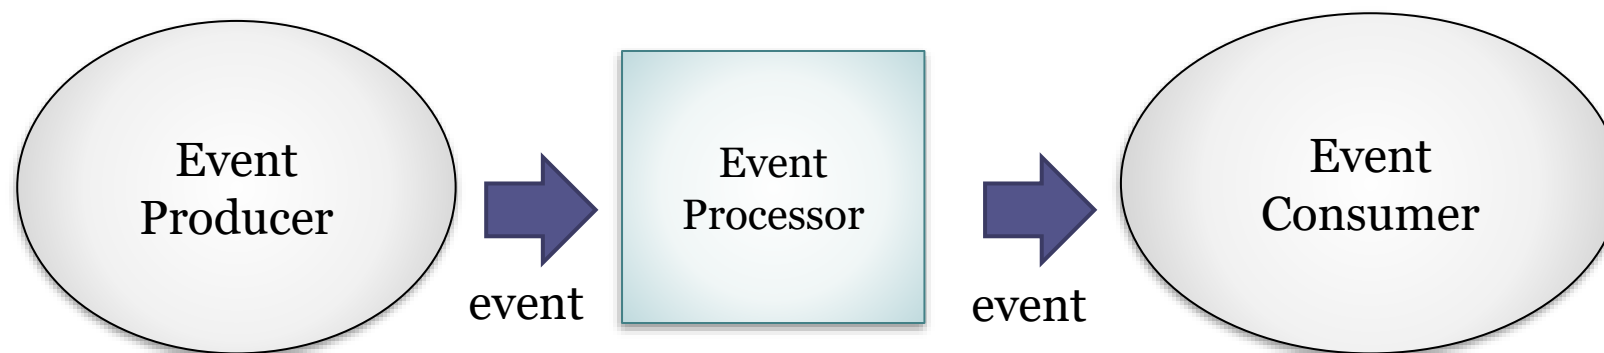 Event
Producer
event
Event
Processor
event
Event
Consumer